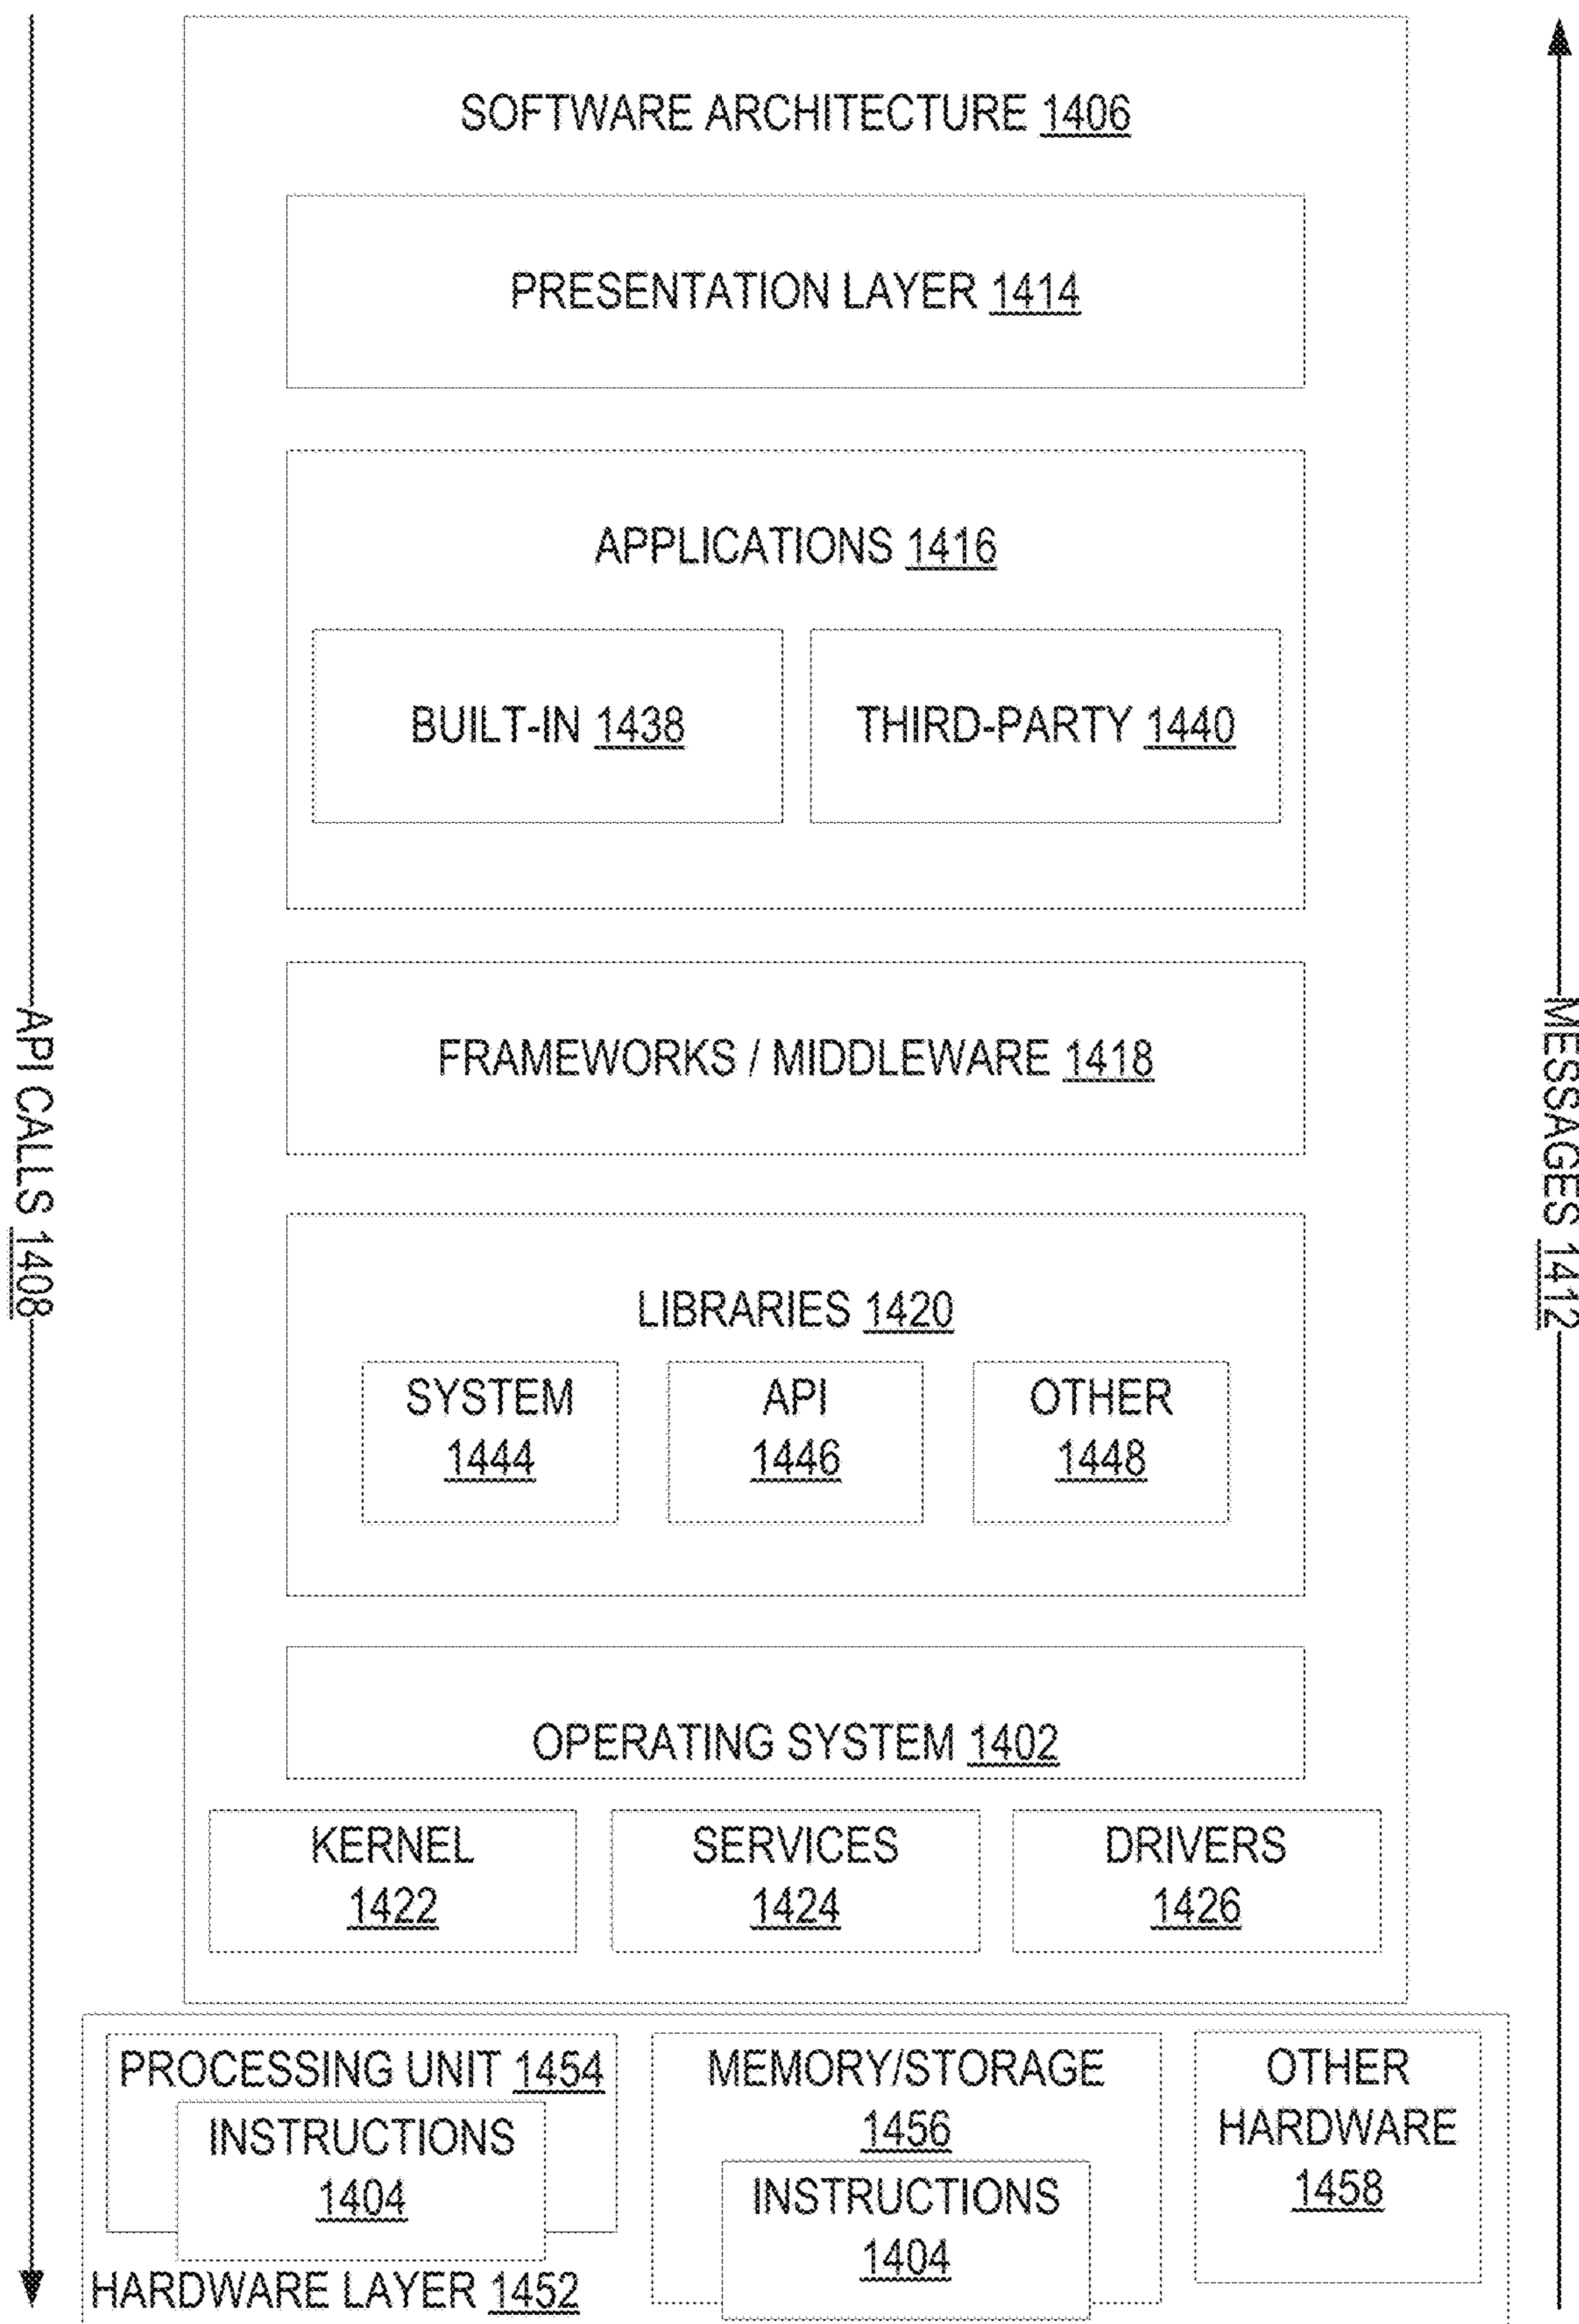 SOFTWARE ARCHITECTURE 1406
PRESENTATION LAYER 1414
APPLICATIONS 1416
BUILT-IN 1438
THIRD-PARTY 1440
FRAMEWORKS / MIDDLEWARE 1418
LIBRARIES 1420
SYSTEM
1444
API
1446
OTHER
1448
OPERATING SYSTEM 1402
KERNEL
1422
SERVICES
1424
DRIVERS
1426
PROCESSING UNIT 1454
INSTRUCTIONS
1404
MEMORY/STORAGE
1456
INSTRUCTIONS
1404
OTHER
HARDWARE
1458
HARDWARE LAYER 1452
API CALLS 1408
MESSAGES 1412